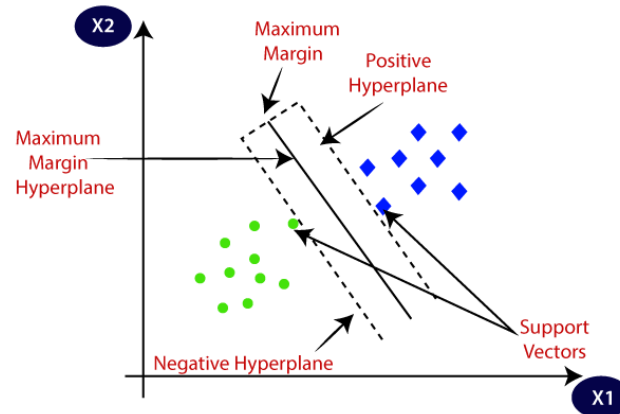 X2
Maximum
Margin
Positive
Hyperplane
Maximum
Margin
Hyperplane
Support
Vectors
Negative Hyperplane
X1